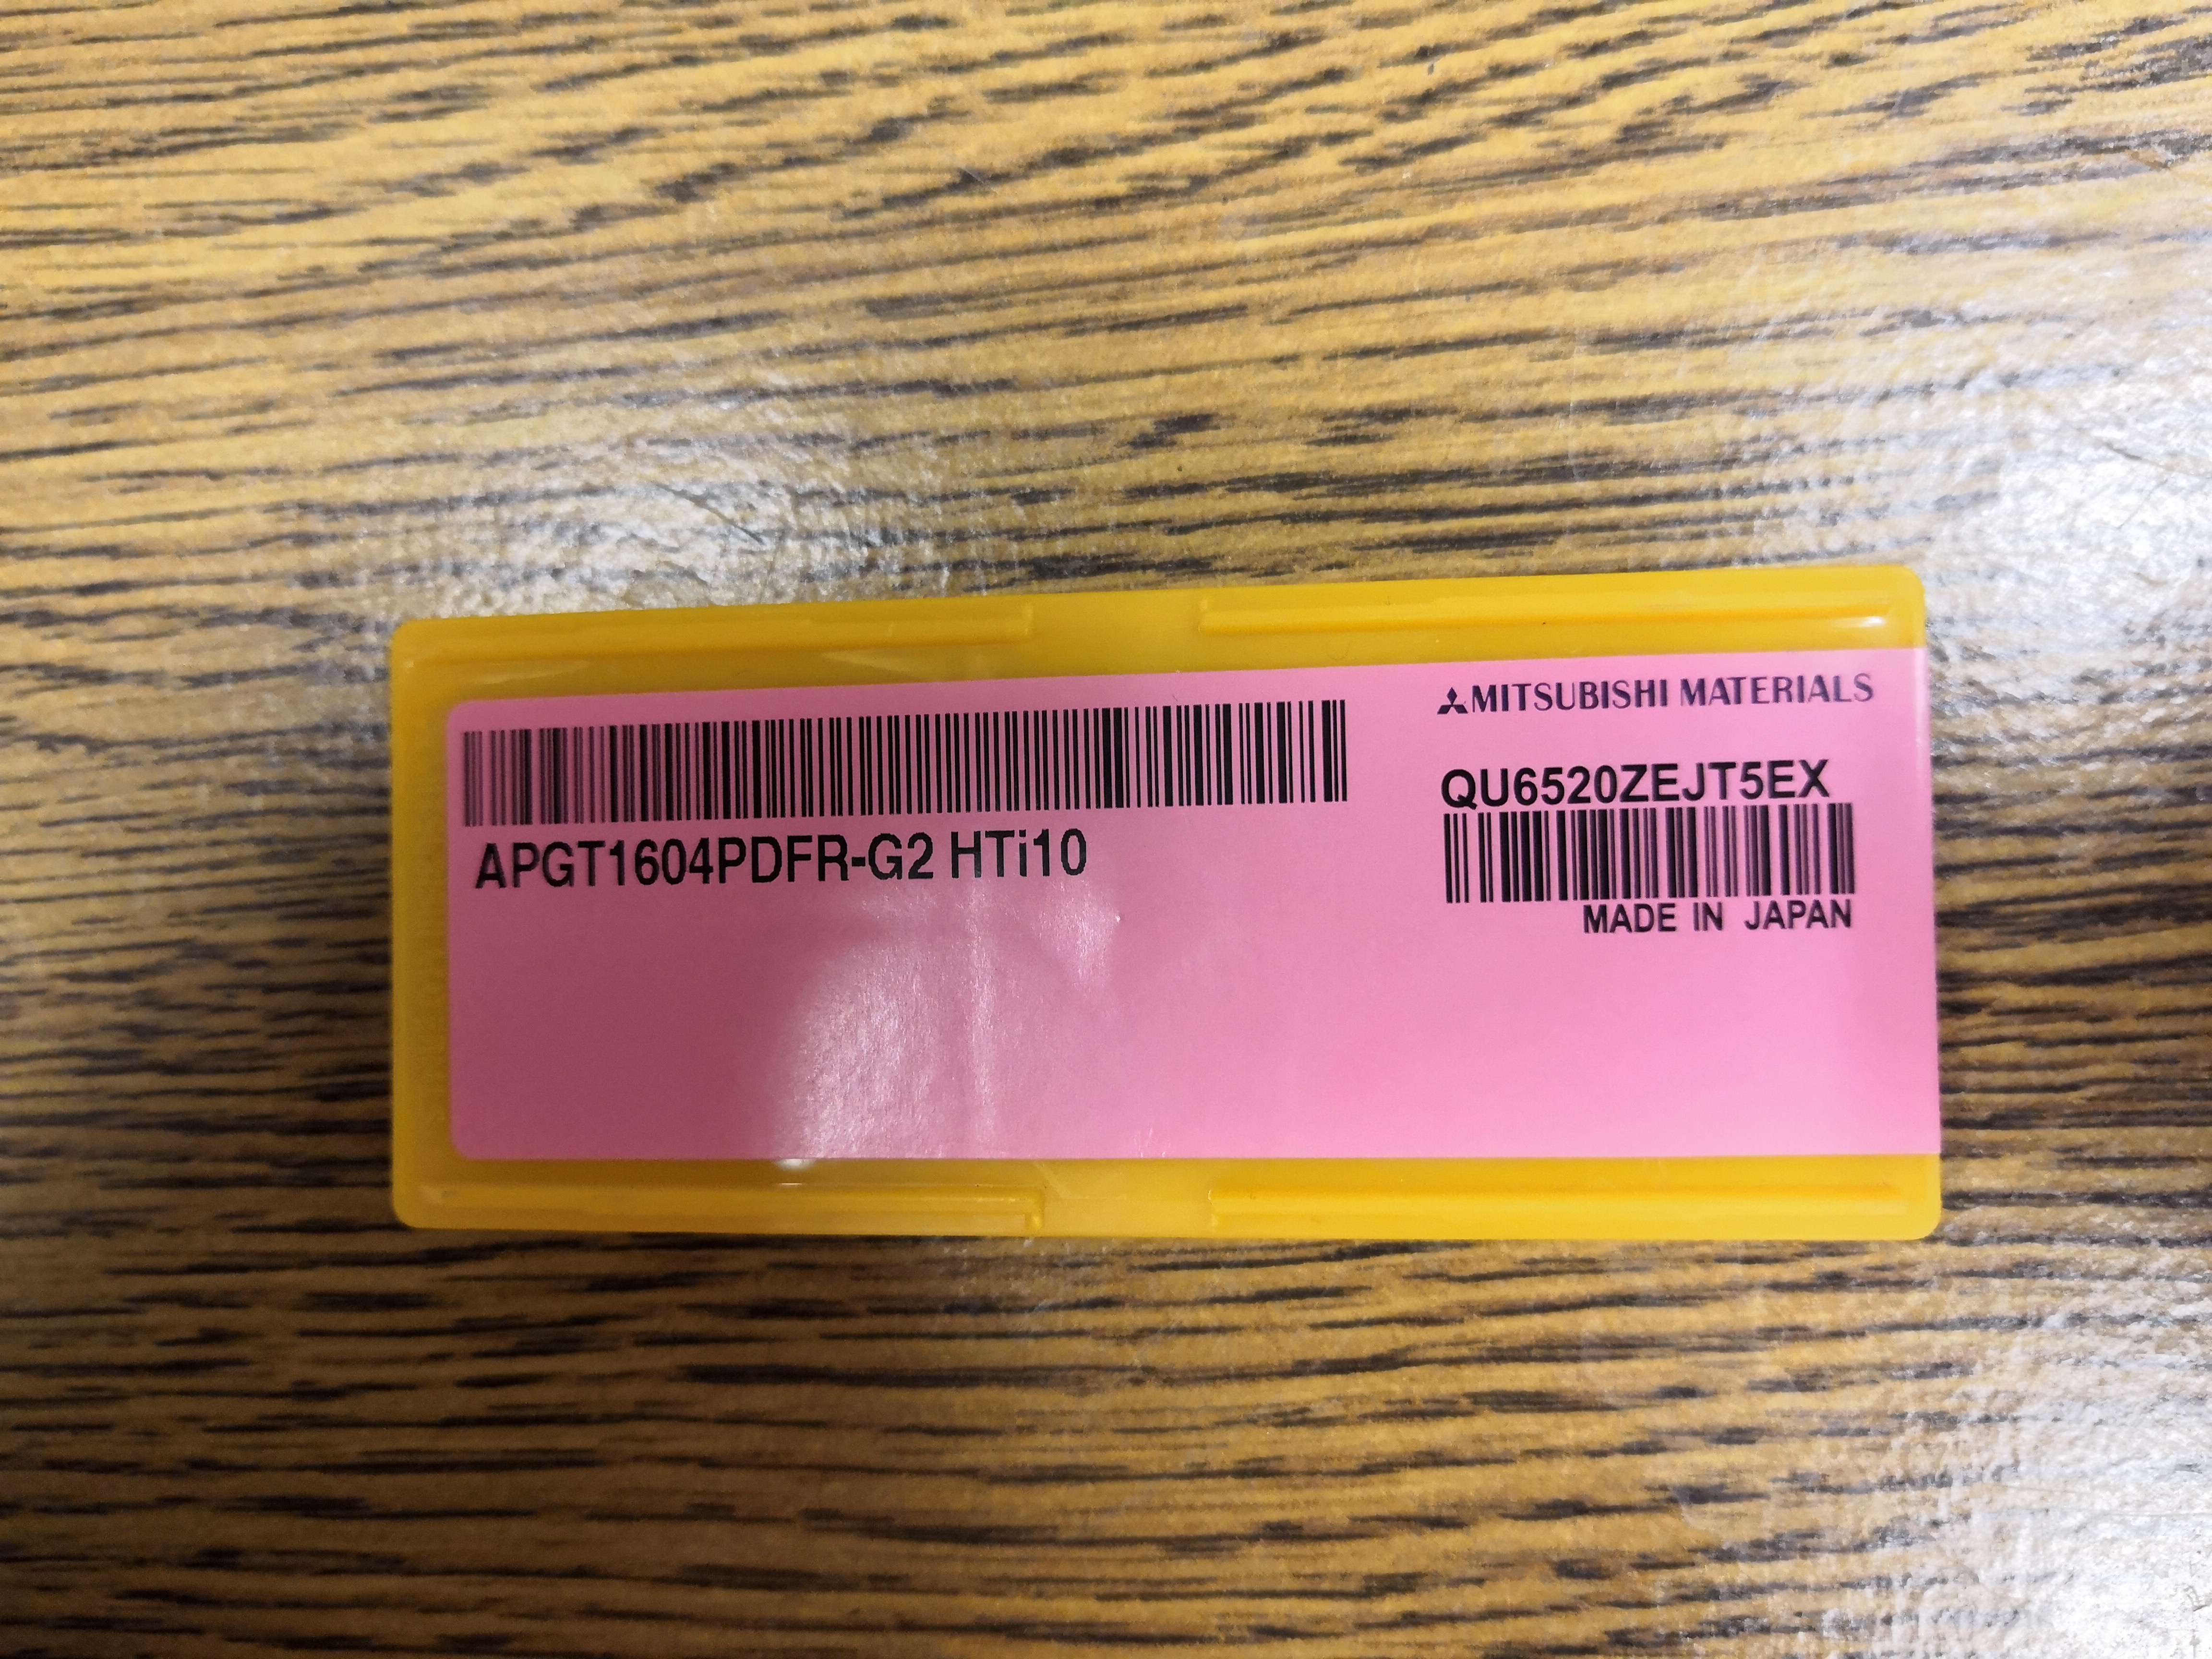 MITSUBISHI MATERIALS
APGT1604PDFR-G2 HTi10
QU6520ZEJT5EX
MADE IN JAPAN